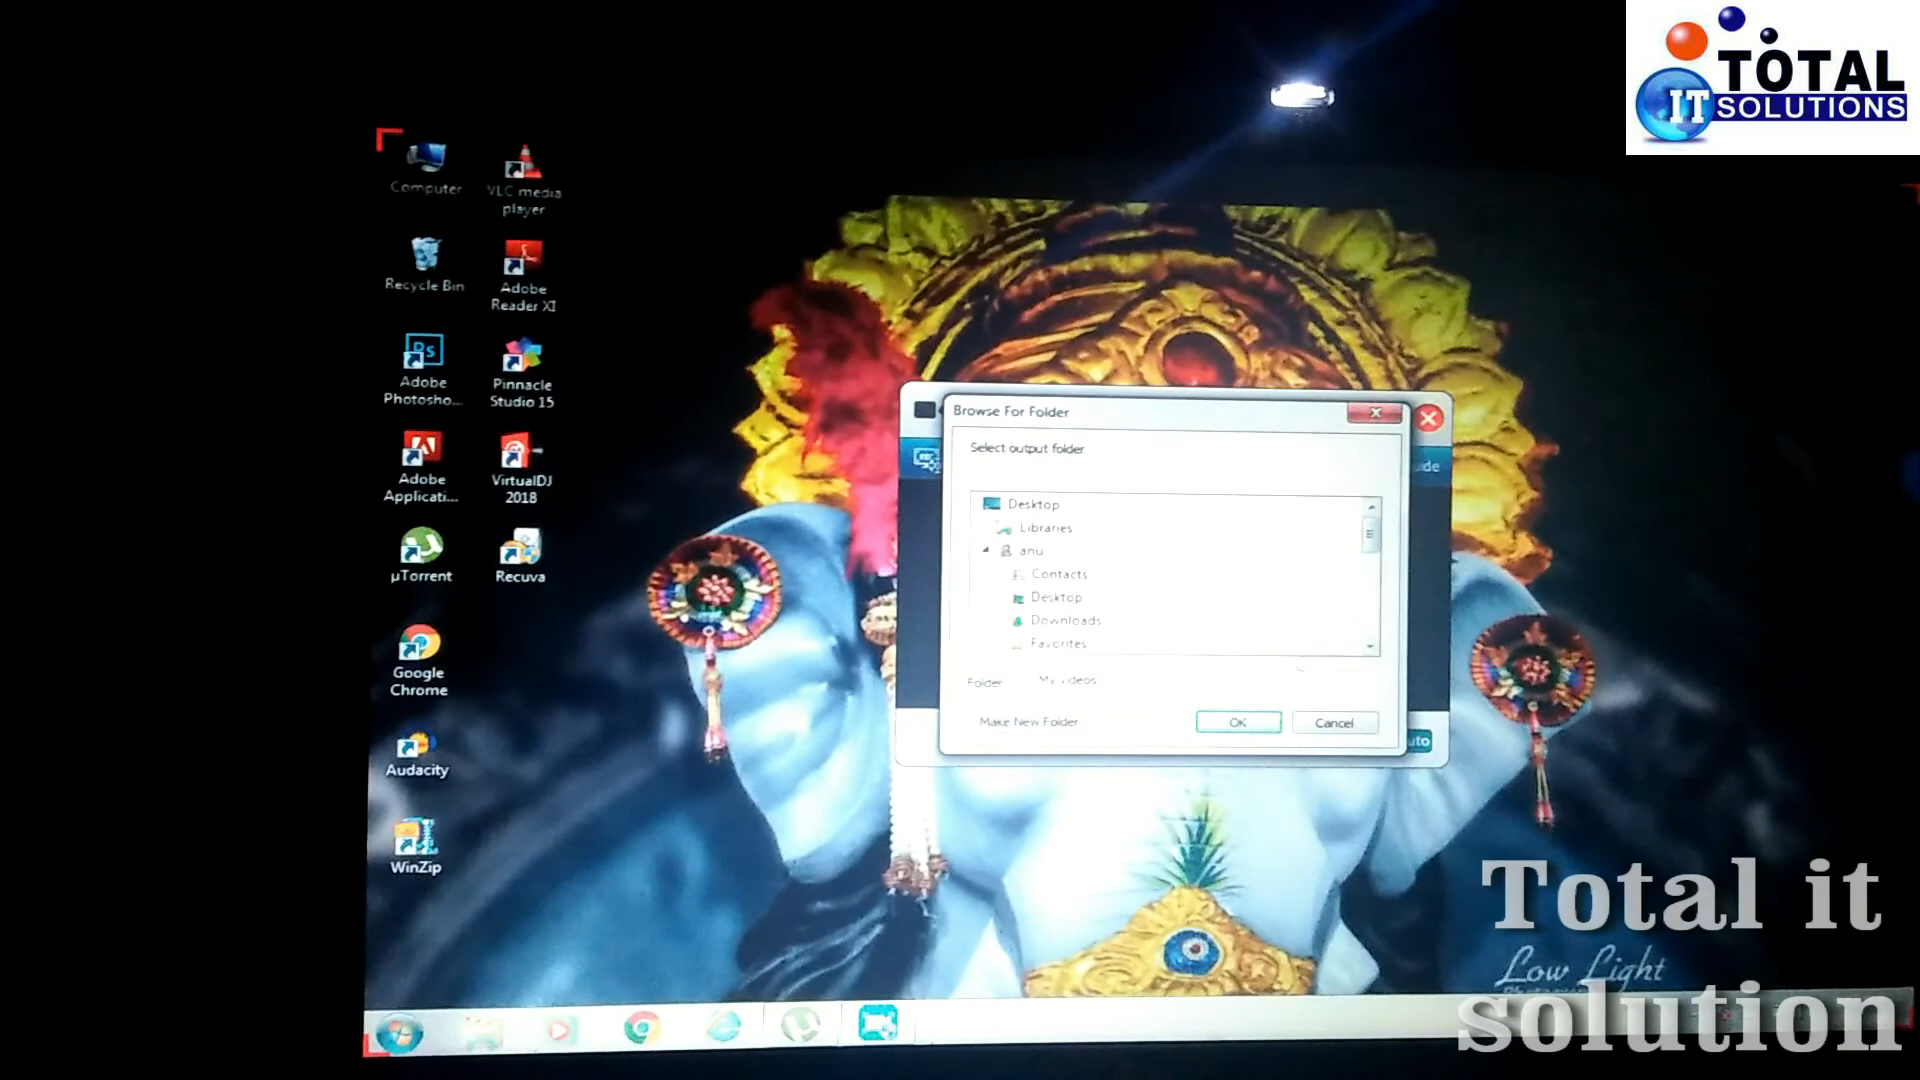 TOTAL
IT SOLUTIONS
Computer
VLC media
player
Recycle Bin
Adobe
Reader XI
Adobe
Photosho...
Pinnacle
Studio 15
Adobe
Applicati...
VirtualDJ
2018
µTorrent
Recuva
Google
Chrome
Audacity
WinZip
Browse For Folder
Select output folder
Desktop
Libraries
anu
Contacts
Desktop
Downloads
Favorites
Folder
My Videos
Make New Folder
OK
Cancel
Total it
Low Light
solution